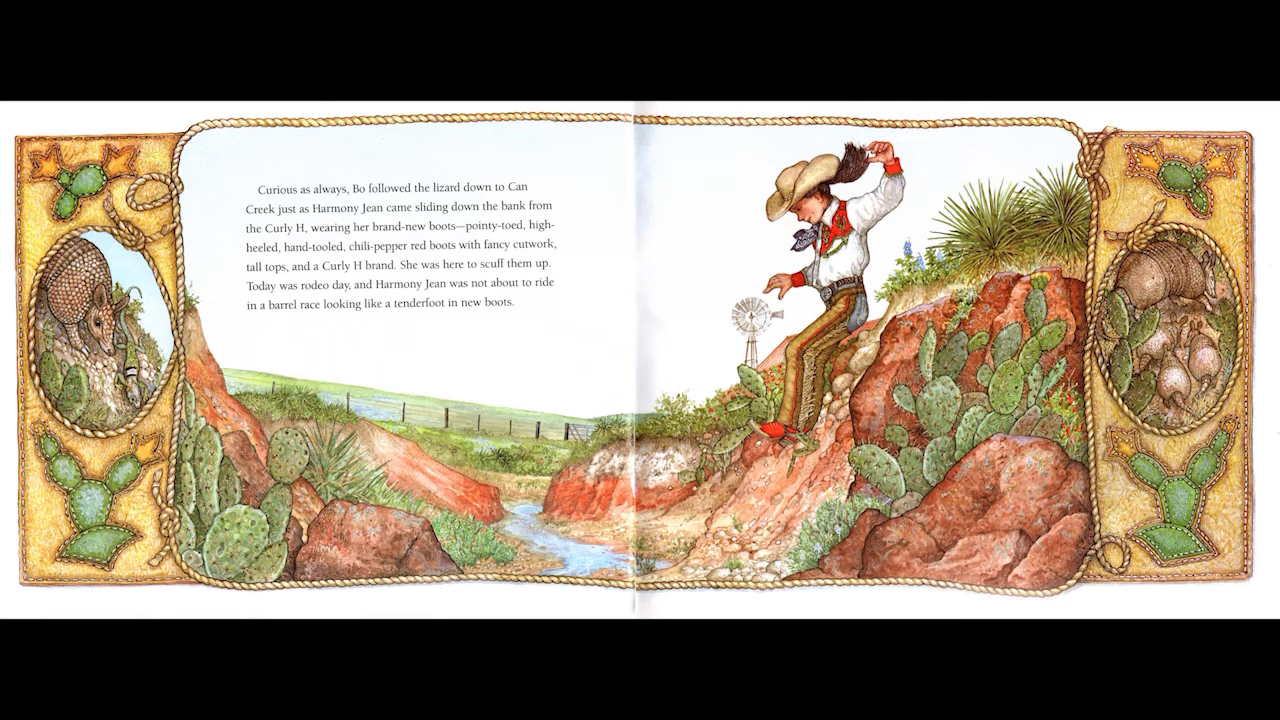 Curious as always, Bo followed the lizard down to Can
Creek just as Harmony Jean came sliding down the bank from
the Curly H, wearing her brand-new boots—pointy-toed, high-
heeled, hand-tooled, chili-pepper red boots with fancy cutwork,
tall tops, and a Curly H brand. She was here to scuff them up.
Today was rodeo day, and Harmony Jean was not about to ride
in a barrel race looking like a tenderfoot in new boots.